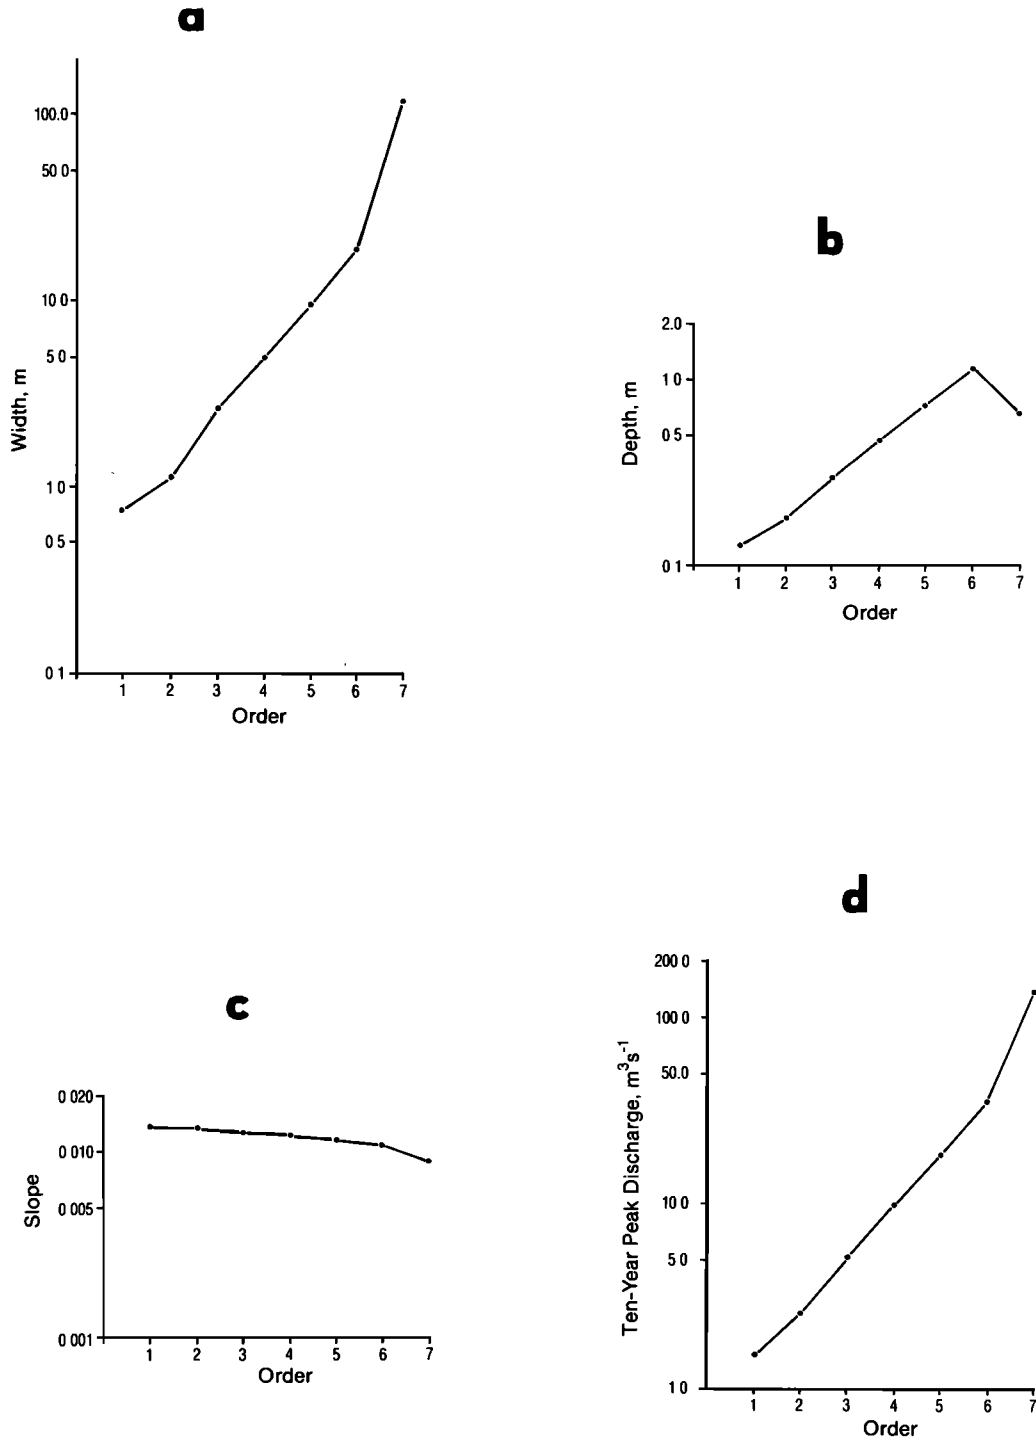 a
100.0
50 0
10 0
5 0
1 0
0 5
0 1
Width, m
1 2 3 4 5 6 7
Order
b
2.0
1 0
0 5
0 1
Depth, m
1 2 3 4 5 6 7
Order
c
0 020
0 010
0 005
0 001
Slope
1 2 3 4 5 6 7
Order
d
200 0
100 0
50.0
10 0
5 0
1 0
Ten-Year Peak Discharge, m³s⁻¹
1 2 3 4 5 6 7
Order